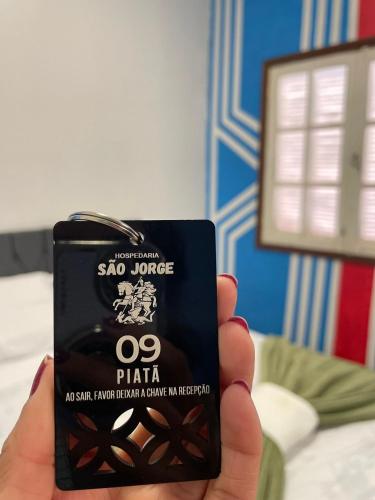 HOSPEDARIA
SÃO JORGE
09
PIATÃ
AO SAIR, FAVOR DEIXAR A CHAVE NA RECEPÇÃO